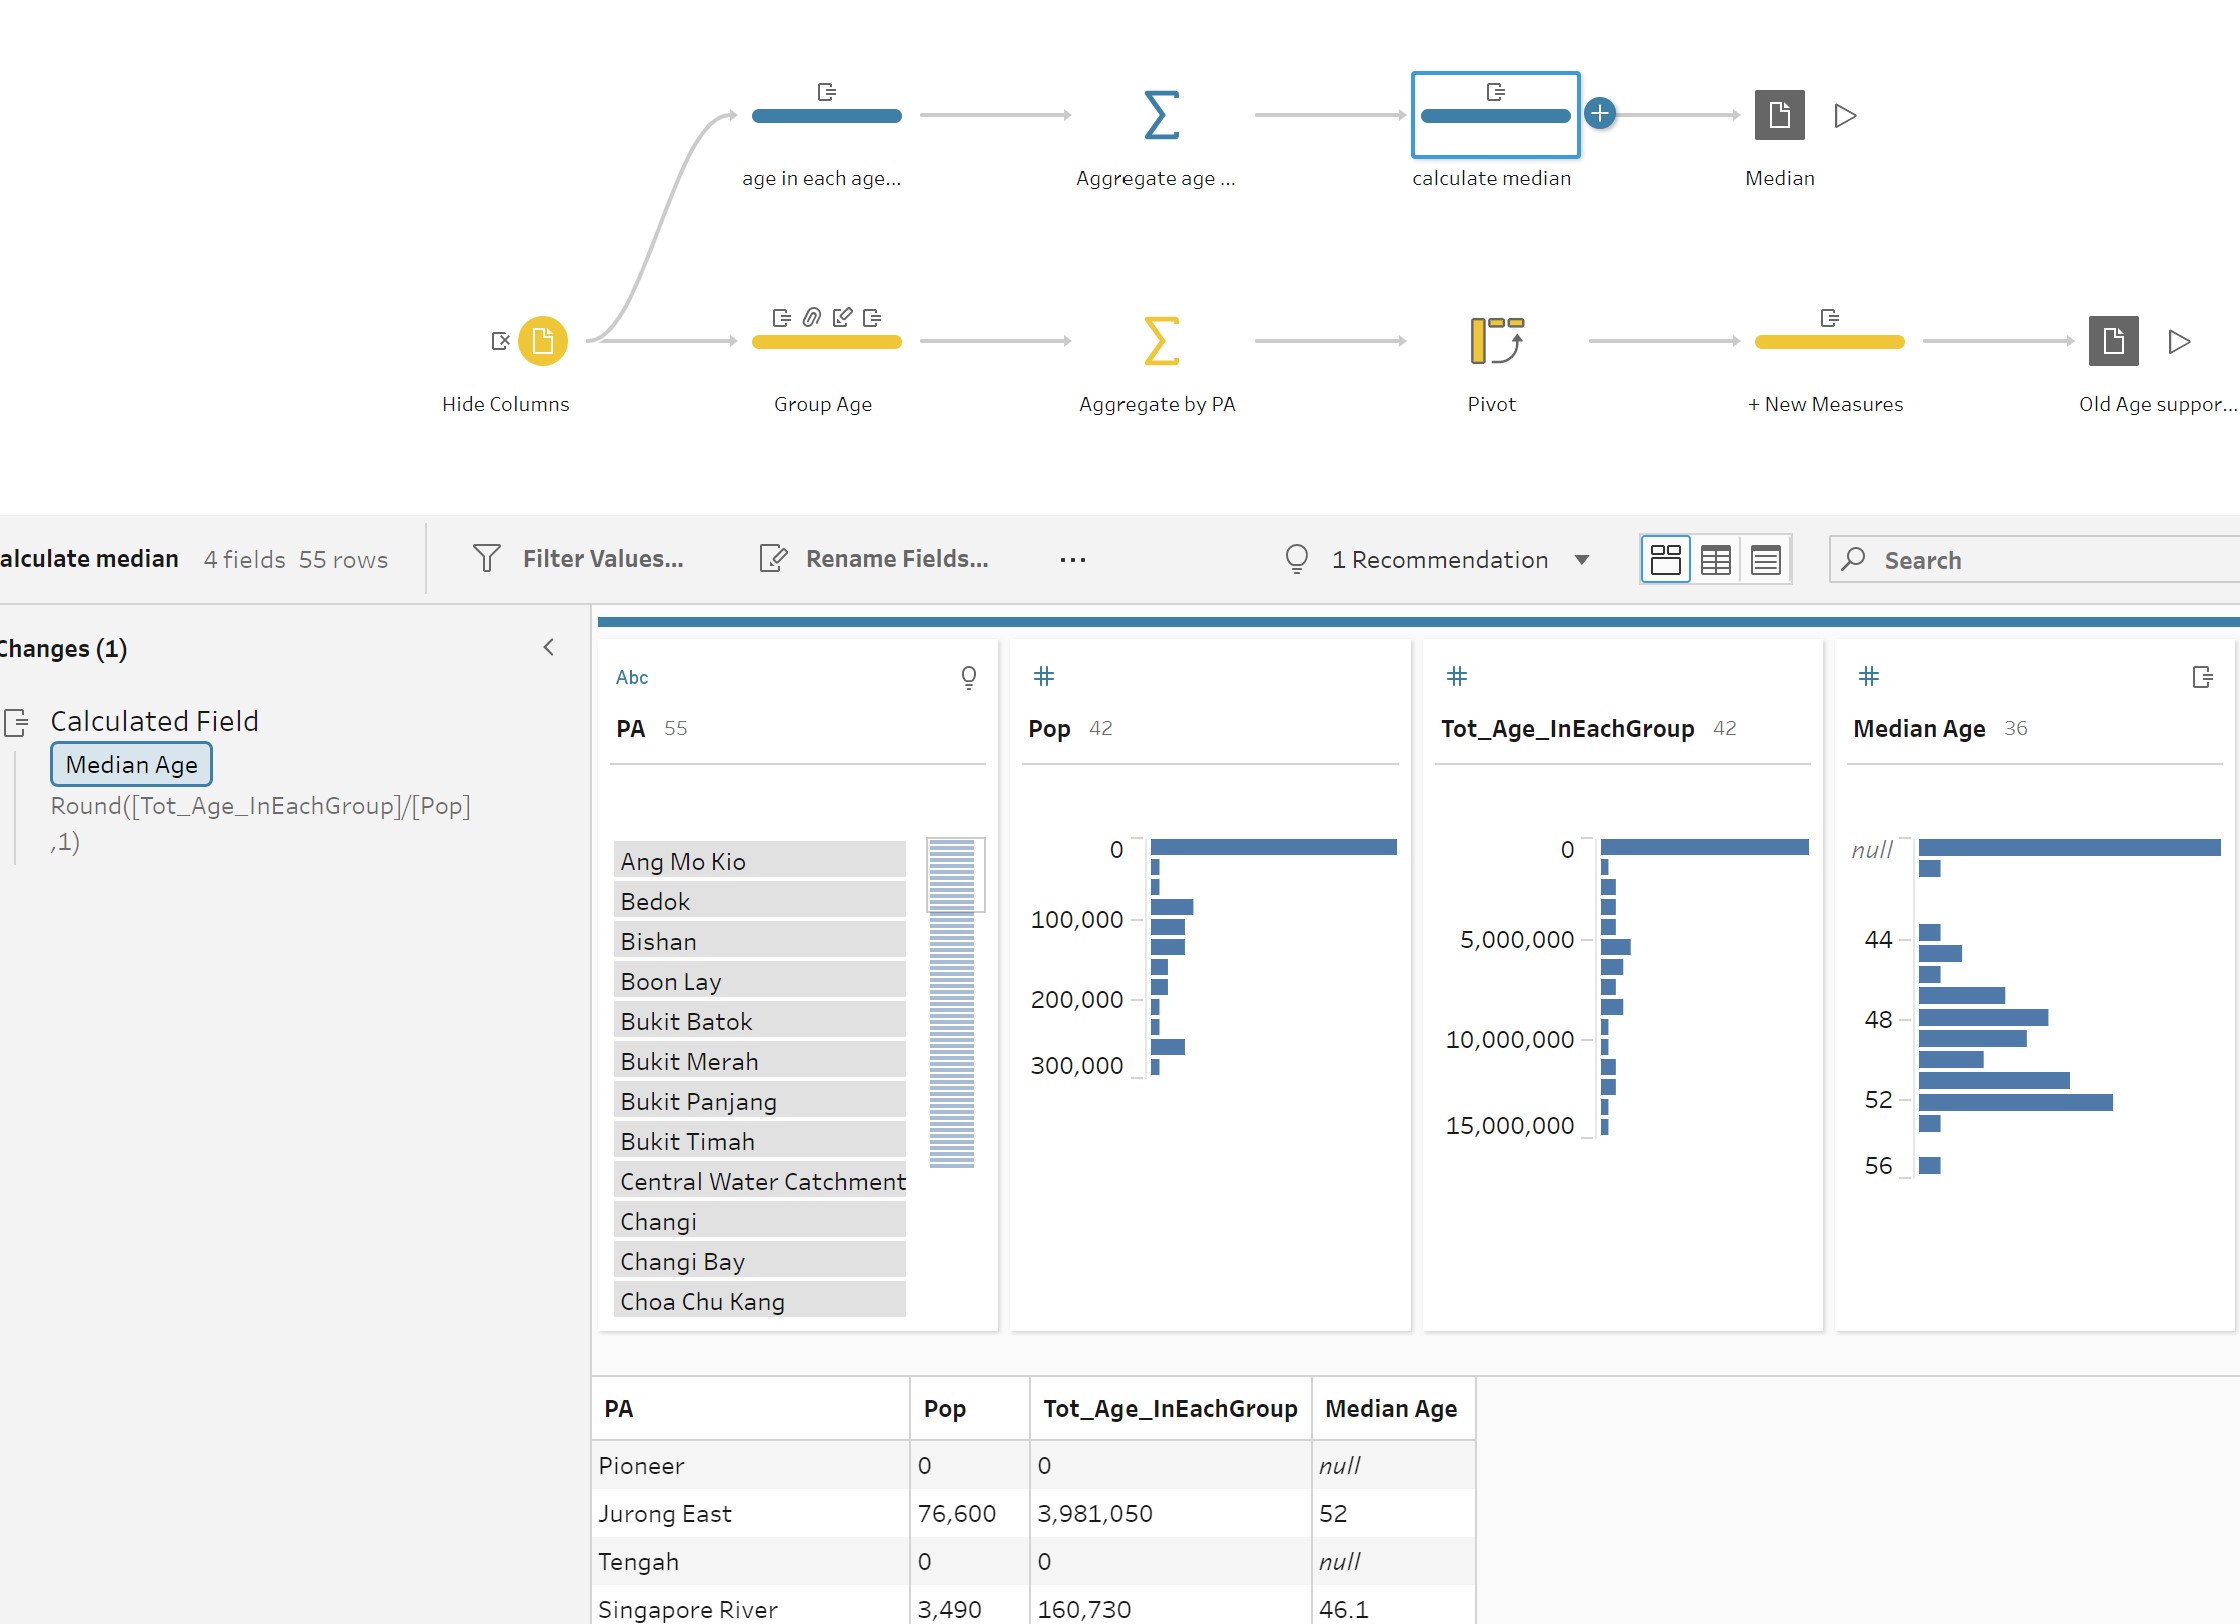 age in each age...
Aggregate age ...
calculate median
Median
Hide Columns
Group Age
Aggregate by PA
Pivot
+ New Measures
Old Age suppor...
alculate median 4 fields 55 rows
Filter Values...
Rename Fields...
...
1 Recommendation
Search
Changes (1)
Calculated Field
Median Age
Round([Tot_Age_InEachGroup]/[Pop]
,1)
Abc
PA 55
Ang Mo Kio
Bedok
Bishan
Boon Lay
Bukit Batok
Bukit Merah
Bukit Panjang
Bukit Timah
Central Water Catchment
Changi
Changi Bay
Choa Chu Kang
#
Pop 42
0
100,000
200,000
300,000
#
Tot_Age_InEachGroup 42
0
5,000,000
10,000,000
15,000,000
#
Median Age 36
null
44
48
52
56
PA Pop Tot_Age_InEachGroup Median Age
Pioneer 0 0 null
Jurong East 76,600 3,981,050 52
Tengah 0 0 null
Singapore River 3,490 160,730 46.1